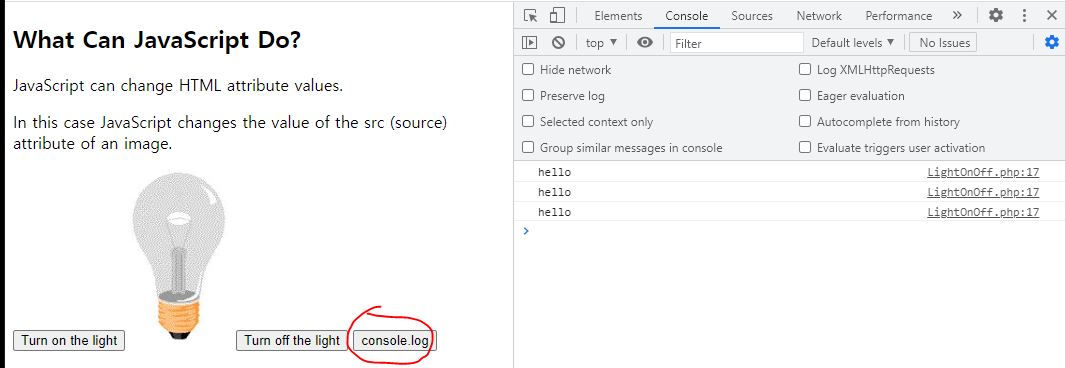 What Can JavaScript Do?
JavaScript can change HTML attribute values.
In this case JavaScript changes the value of the src (source)
attribute of an image.
Turn on the light
Turn off the light
console.log
Elements Console Sources Network Performance »
top ▼ Filter Default levels ▼ No Issues
Hide network
Log XMLHttpRequests
Preserve log
Eager evaluation
Selected context only
Autocomplete from history
Group similar messages in console
Evaluate triggers user activation
hello LightOnOff.php:17
hello LightOnOff.php:17
hello LightOnOff.php:17
>